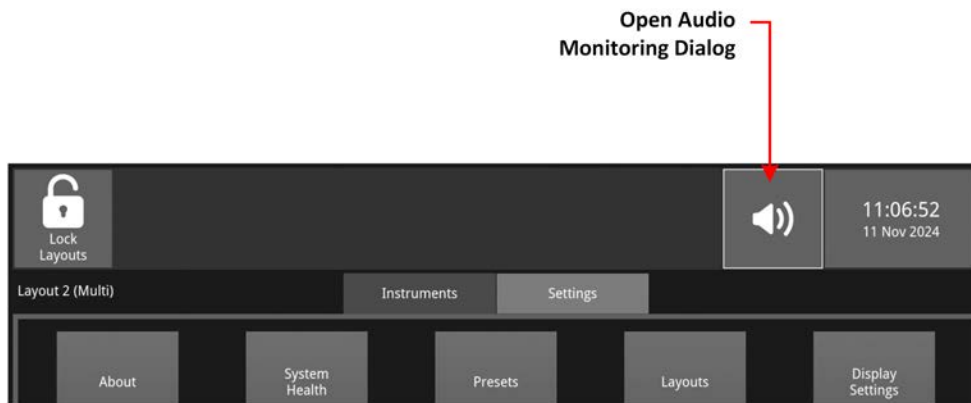 Open Audio
Monitoring Dialog
Lock
Layouts
11:06:52
11 Nov 2024
Layout 2 (Multi)
Instruments
Settings
About
System
Health
Presets
Layouts
Display
Settings